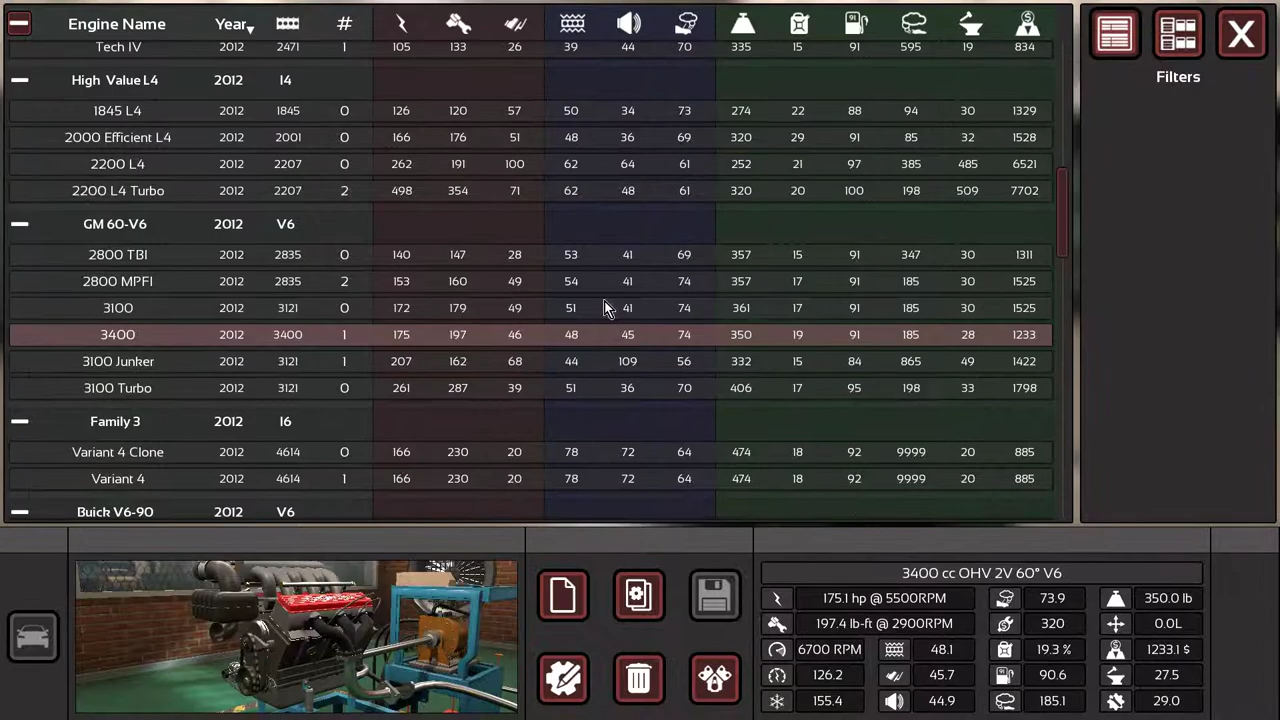 Engine Name Year #
Tech IV 2012 2471 1 105 133 26 39 44 70 335 15 91 595 19 834
High Value L4 2012 I4
1845 L4 2012 1845 0 126 120 57 50 34 73 274 22 88 94 30 1329
2000 Efficient L4 2012 2001 0 166 176 51 48 36 69 320 29 91 85 32 1528
2200 L4 2012 2207 0 262 191 100 62 64 61 252 21 97 385 485 6521
2200 L4 Turbo 2012 2207 2 498 354 71 62 48 61 320 20 100 198 509 7702
GM 60-V6 2012 V6
2800 TBI 2012 2835 0 140 147 28 53 41 69 357 15 91 347 30 1311
2800 MPFI 2012 2835 2 153 160 49 54 41 74 357 17 91 185 30 1525
3100 2012 3121 0 172 179 49 51 41 74 361 17 91 185 30 1525
3400 2012 3400 1 175 197 46 48 45 74 350 19 91 185 28 1233
3100 Junker 2012 3121 1 207 162 68 44 109 56 332 15 84 865 49 1422
3100 Turbo 2012 3121 0 261 287 39 51 36 70 406 17 95 198 33 1798
Family 3 2012 I6
Variant 4 Clone 2012 4614 0 166 230 20 78 72 64 474 18 92 9999 20 885
Variant 4 2012 4614 1 166 230 20 78 72 64 474 18 92 9999 20 885
Buick V6-90 2012 V6
Filters
3400 cc OHV 2V 60° V6
175.1 hp @ 5500RPM 73.9 350.0 lb
197.4 lb-ft @ 2900RPM 320 0.0L
6700 RPM 48.1 19.3 % 1233.1 $
126.2 45.7 90.6 27.5
155.4 44.9 185.1 29.0